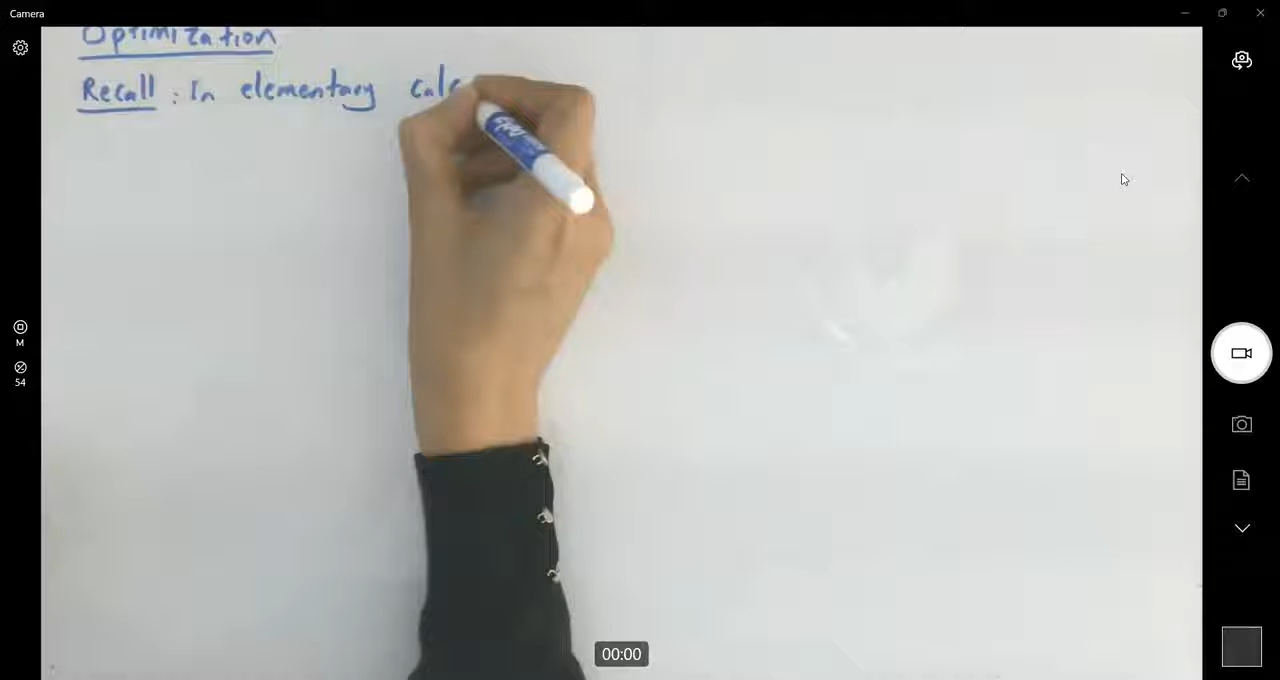 Camera
Optimization
Recall : In elementary calc
M
54
00:00